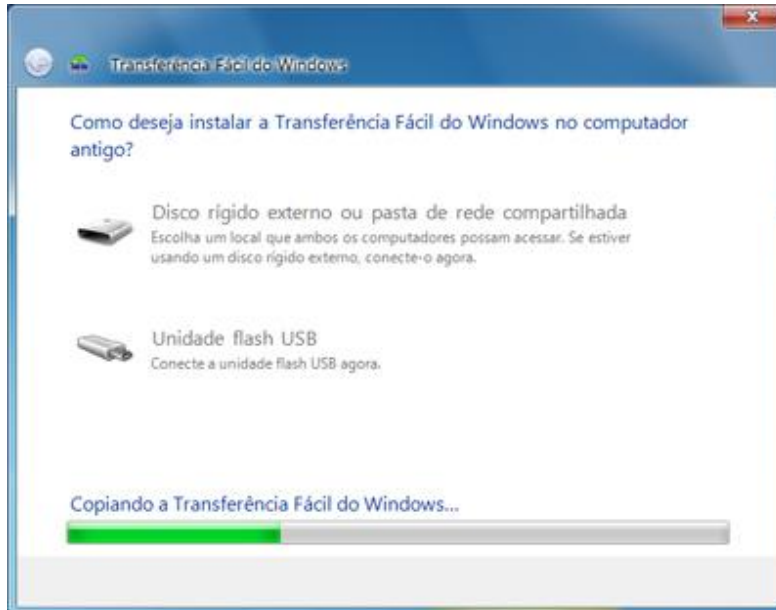 Transferência Fácil do Windows
Como deseja instalar a Transferência Fácil do Windows no computador
antigo?
Disco rígido externo ou pasta de rede compartilhada
Escolha um local que ambos os computadores possam acessar. Se estiver
usando um disco rígido externo, conecte-o agora.
Unidade flash USB
Conecte a unidade flash USB agora.
Copiando a Transferência Fácil do Windows...